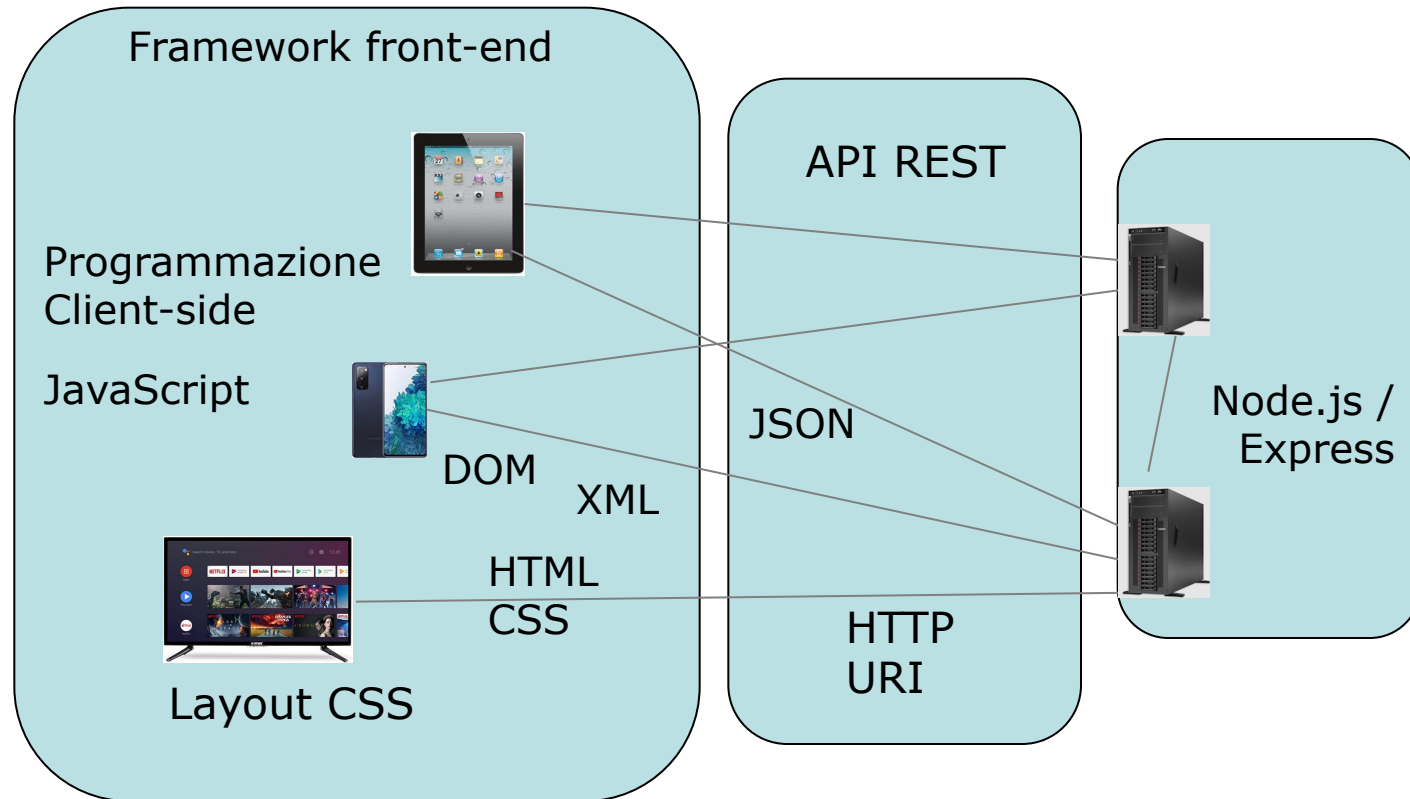 Framework front-end
API REST
Programmazione
Client-side
JavaScript
JSON
Node.js /
Express
DOM
XML
HTML
CSS
HTTP
URI
Layout CSS